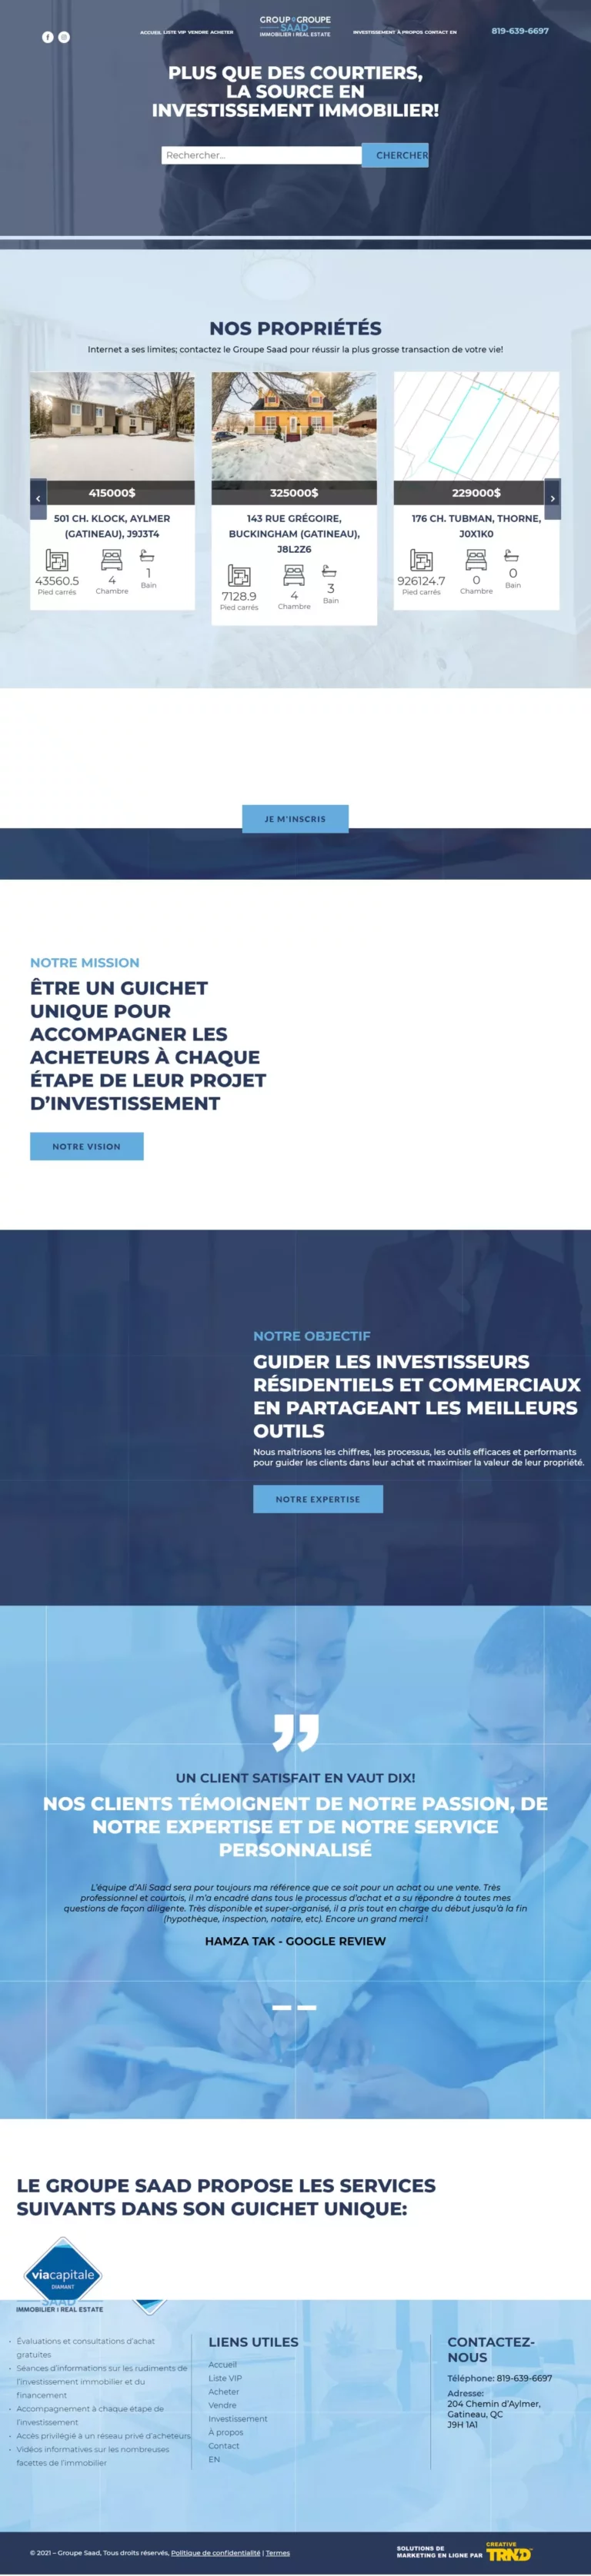 GROUP GROUPE
SAAD
IMMOBILIER | REAL ESTATE
ACCUEIL LISTE VIP VENDRE ACHETER
INVESTISSEMENT À PROPOS CONTACT EN
819-639-6697
PLUS QUE DES COURTIERS,
LA SOURCE EN
INVESTISSEMENT IMMOBILIER!
Rechercher...
CHERCHER
NOS PROPRIÉTÉS
Internet a ses limites; contactez le Groupe Saad pour réussir la plus grosse transaction de votre vie!
415000$
501 CH. KLOCK, AYLMER
(GATINEAU), J9J3T4
43560.5
Pied carrés
4
Chambre
1
Bain
325000$
143 RUE GRÉGOIRE,
BUCKINGHAM (GATINEAU),
J8L2Z6
7128.9
Pied carrés
4
Chambre
3
Bain
229000$
176 CH. TUBMAN, THORNE,
J0X1K0
926124.7
Pied carrés
0
Chambre
0
Bain
JE M'INSCRIS
NOTRE MISSION
ÊTRE UN GUICHET
UNIQUE POUR
ACCOMPAGNER LES
ACHETEURS À CHAQUE
ÉTAPE DE LEUR PROJET
D'INVESTISSEMENT
NOTRE VISION
NOTRE OBJECTIF
GUIDER LES INVESTISSEURS
RÉSIDENTIELS ET COMMERCIAUX
EN PARTAGEANT LES MEILLEURS
OUTILS
Nous maîtrisons les chiffres, les processus, les outils efficaces et performants
pour guider les clients dans leur achat et maximiser la valeur de leur propriété.
NOTRE EXPERTISE
UN CLIENT SATISFAIT EN VAUT DIX!
NOS CLIENTS TÉMOIGNENT DE NOTRE PASSION, DE
NOTRE EXPERTISE ET DE NOTRE SERVICE
PERSONNALISÉ
L'équipe d'Ali Saad sera pour toujours ma référence que ce soit pour un achat ou une vente. Très
professionnel et courtois, il m'a encadré dans tous le processus d'achat et a su répondre à toutes mes
questions de façon diligente. Très disponible et super-organisé, il a pris tout en charge du début jusqu'à la fin
(hypothèque, inspection, notaire, etc). Encore un grand merci !
HAMZA TAK - GOOGLE REVIEW
LE GROUPE SAAD PROPOSE LES SERVICES
SUIVANTS DANS SON GUICHET UNIQUE:
viacapitale
DIAMANT
SAAD
IMMOBILIER | REAL ESTATE
Évaluations et consultations d'achat
gratuites
Séances d'informations sur les rudiments de
l'investissement immobilier et du
financement
Accompagnement à chaque étape de
l'investissement
Accès privilégié à un réseau privé d'acheteurs
Vidéos informatives sur les nombreuses
facettes de l'immobilier
LIENS UTILES
Accueil
Liste VIP
Acheter
Vendre
Investissement
À propos
Contact
EN
CONTACTEZ-
NOUS
Téléphone: 819-639-6697
Adresse:
204 Chemin d'Aylmer,
Gatineau, QC
J9H 1A1
© 2021 – Groupe Saad, Tous droits réservés, Politique de confidentialité | Termes
SOLUTIONS DE
MARKETING EN LIGNE PAR
CREATIVE
TRND